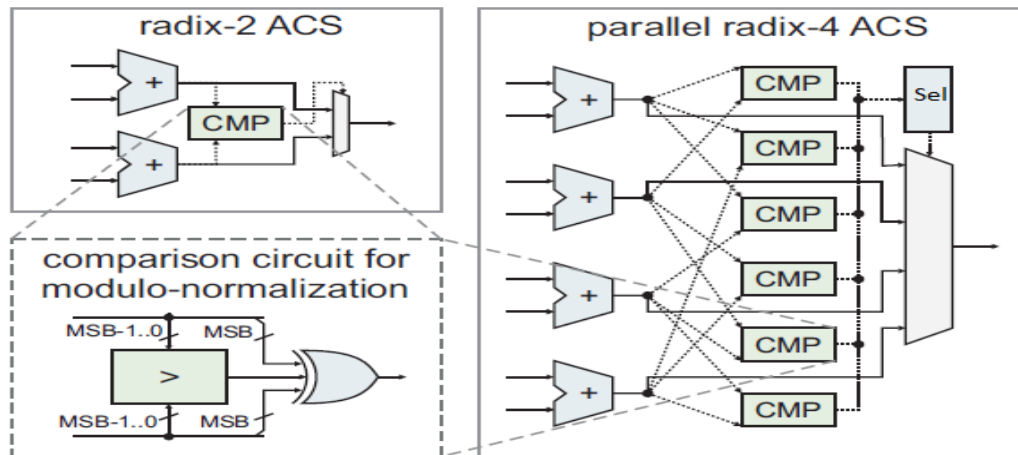 radix-2 ACS
+
CMP
+
comparison circuit for
modulo-normalization
MSB-1..0
MSB
>
MSB-1..0
MSB
parallel radix-4 ACS
+
+
+
+
CMP
CMP
CMP
CMP
CMP
CMP
Sel